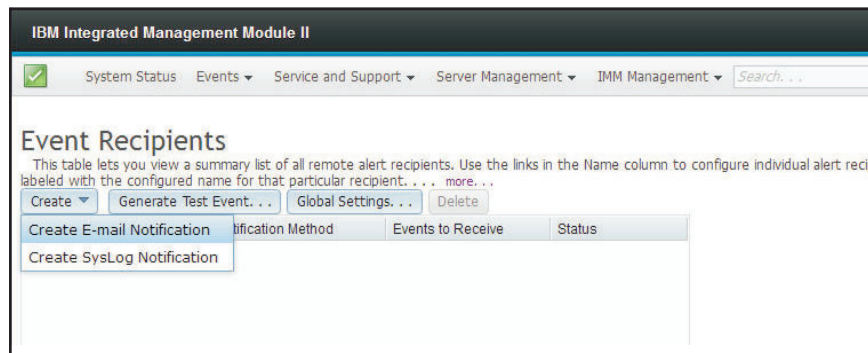 IBM Integrated Management Module II
System Status Events Service and Support Server Management IMM Management Search. . .
Event Recipients
This table lets you view a summary list of all remote alert recipients. Use the links in the Name column to configure individual alert reci
labeled with the configured name for that particular recipient. . . . more. . .
Create Generate Test Event. . . Global Settings. . . Delete
Create E-mail Notification tification Method Events to Receive Status
Create SysLog Notification